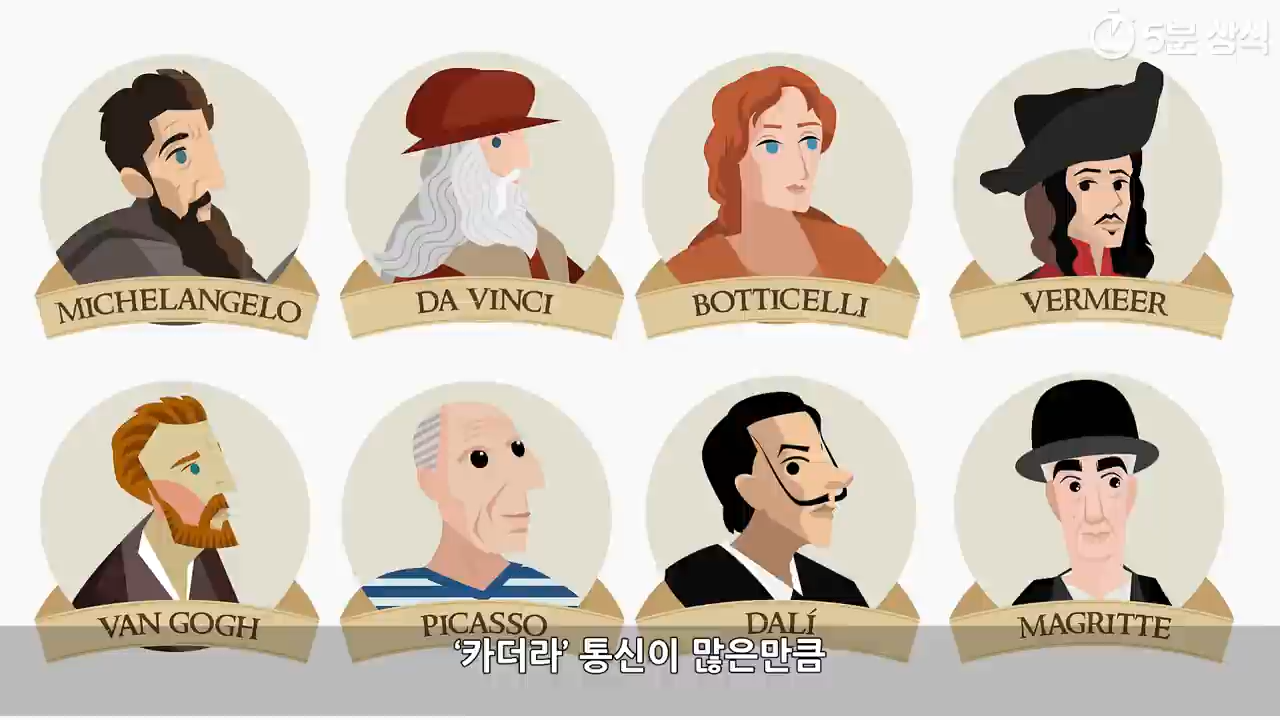 5분 상식
MICHELANGELO
DA VINCI
BOTTICELLI
VERMEER
VAN GOGH
PICASSO
DALÍ
MAGRITTE
‘카더라’ 통신이 많은만큼